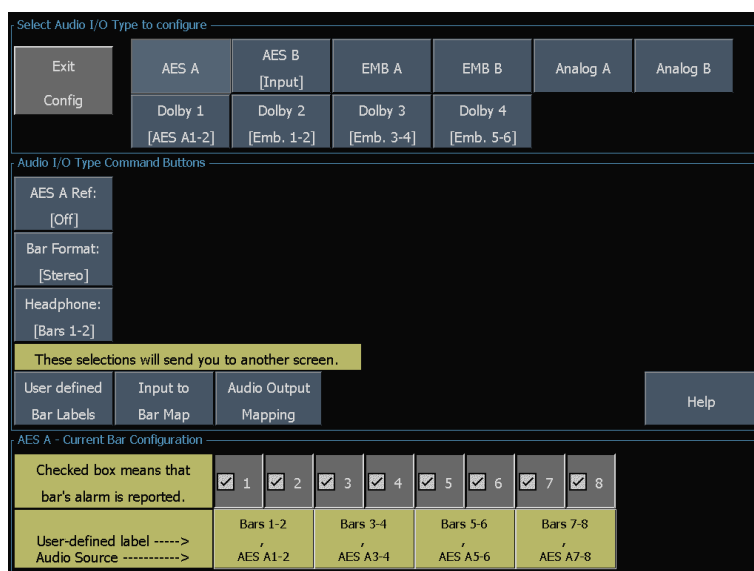 Select Audio I/O Type to configure
Exit
Config
AES A
AES B
[Input]
EMB A
EMB B
Analog A
Analog B
Dolby 1
[AES A1-2]
Dolby 2
[Emb. 1-2]
Dolby 3
[Emb. 3-4]
Dolby 4
[Emb. 5-6]
Audio I/O Type Command Buttons
AES A Ref:
[Off]
Bar Format:
[Stereo]
Headphone:
[Bars 1-2]
These selections will send you to another screen.
User defined
Bar Labels
Input to
Bar Map
Audio Output
Mapping
Help
AES A - Current Bar Configuration
Checked box means that
bar's alarm is reported.
1
2
3
4
5
6
7
8
User-defined label ----->
Audio Source ----------->
Bars 1-2
,
AES A1-2
Bars 3-4
,
AES A3-4
Bars 5-6
,
AES A5-6
Bars 7-8
,
AES A7-8